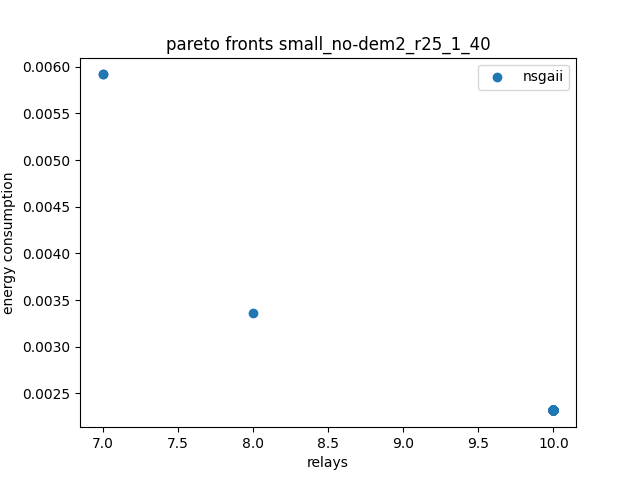 pareto fronts small_no-dem2_r25_1_40
nsgaii
0.0060
0.0055
0.0050
0.0045
0.0040
0.0035
0.0030
0.0025
energy consumption
7.0 7.5 8.0 8.5 9.0 9.5 10.0
relays